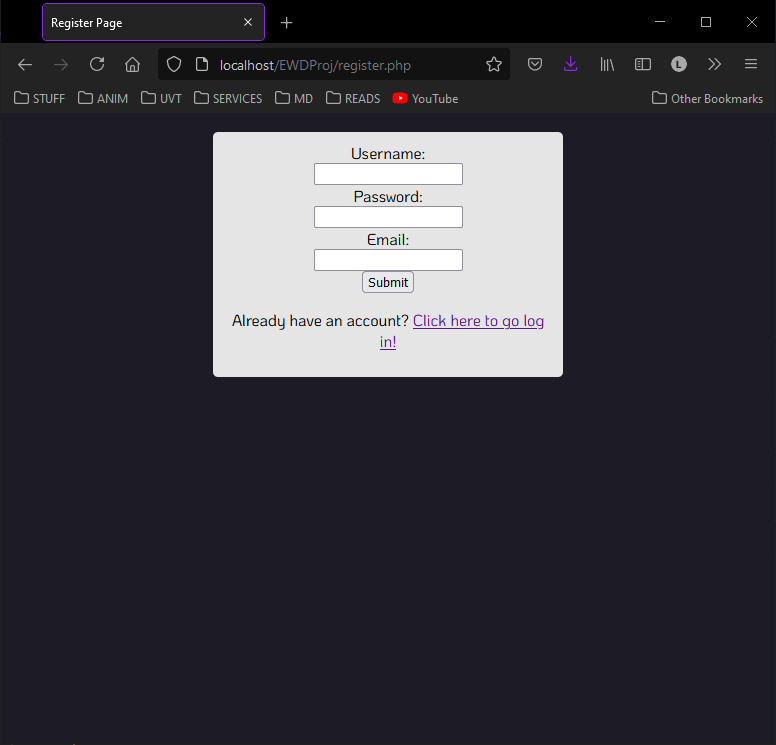 Register Page
localhost/EWDProj/register.php
L
STUFF ANIM UVT SERVICES MD READS YouTube Other Bookmarks
Username:
Password:
Email:
Submit
Already have an account? Click here to go log
in!